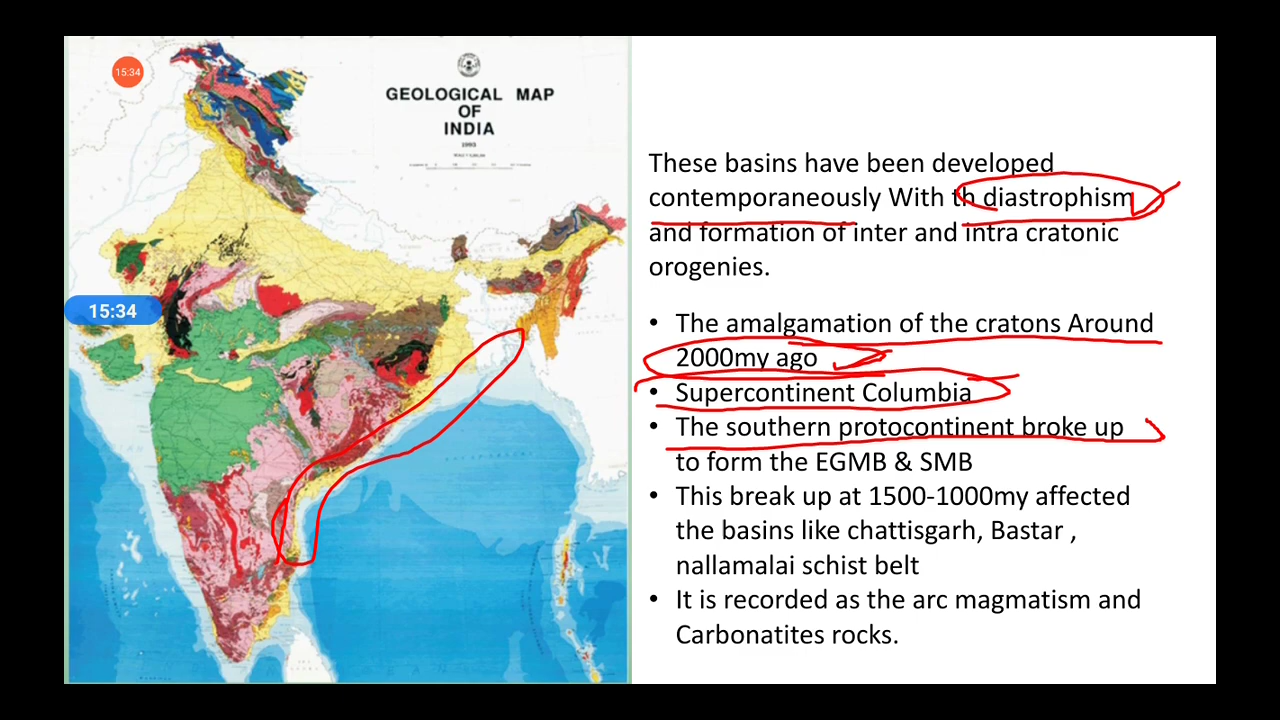 15:34
GEOLOGICAL MAP
OF
INDIA
1993
15:34
These basins have been developed
contemporaneously With th diastrophism
and formation of inter and intra cratonic
orogenies.
• The amalgamation of the cratons Around
2000my ago
• Supercontinent Columbia
• The southern protocontinent broke up
to form the EGMB & SMB
• This break up at 1500-1000my affected
the basins like chattisgarh, Bastar ,
nallamalai schist belt
• It is recorded as the arc magmatism and
Carbonatites rocks.